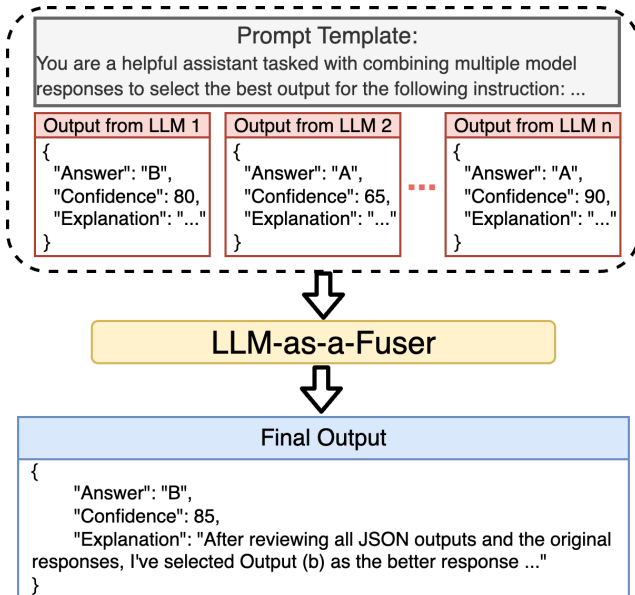 Prompt Template:
You are a helpful assistant tasked with combining multiple model
responses to select the best output for the following instruction: ...
Output from LLM 1
{
"Answer": "B",
"Confidence": 80,
"Explanation": "..."
}
Output from LLM 2
{
"Answer": "A",
"Confidence": 65,
"Explanation": "..."
}
...
Output from LLM n
{
"Answer": "A",
"Confidence": 90,
"Explanation": "..."
}
LLM-as-a-Fuser
Final Output
{
"Answer": "B",
"Confidence": 85,
"Explanation": "After reviewing all JSON outputs and the original
responses, I've selected Output (b) as the better response ..."
}